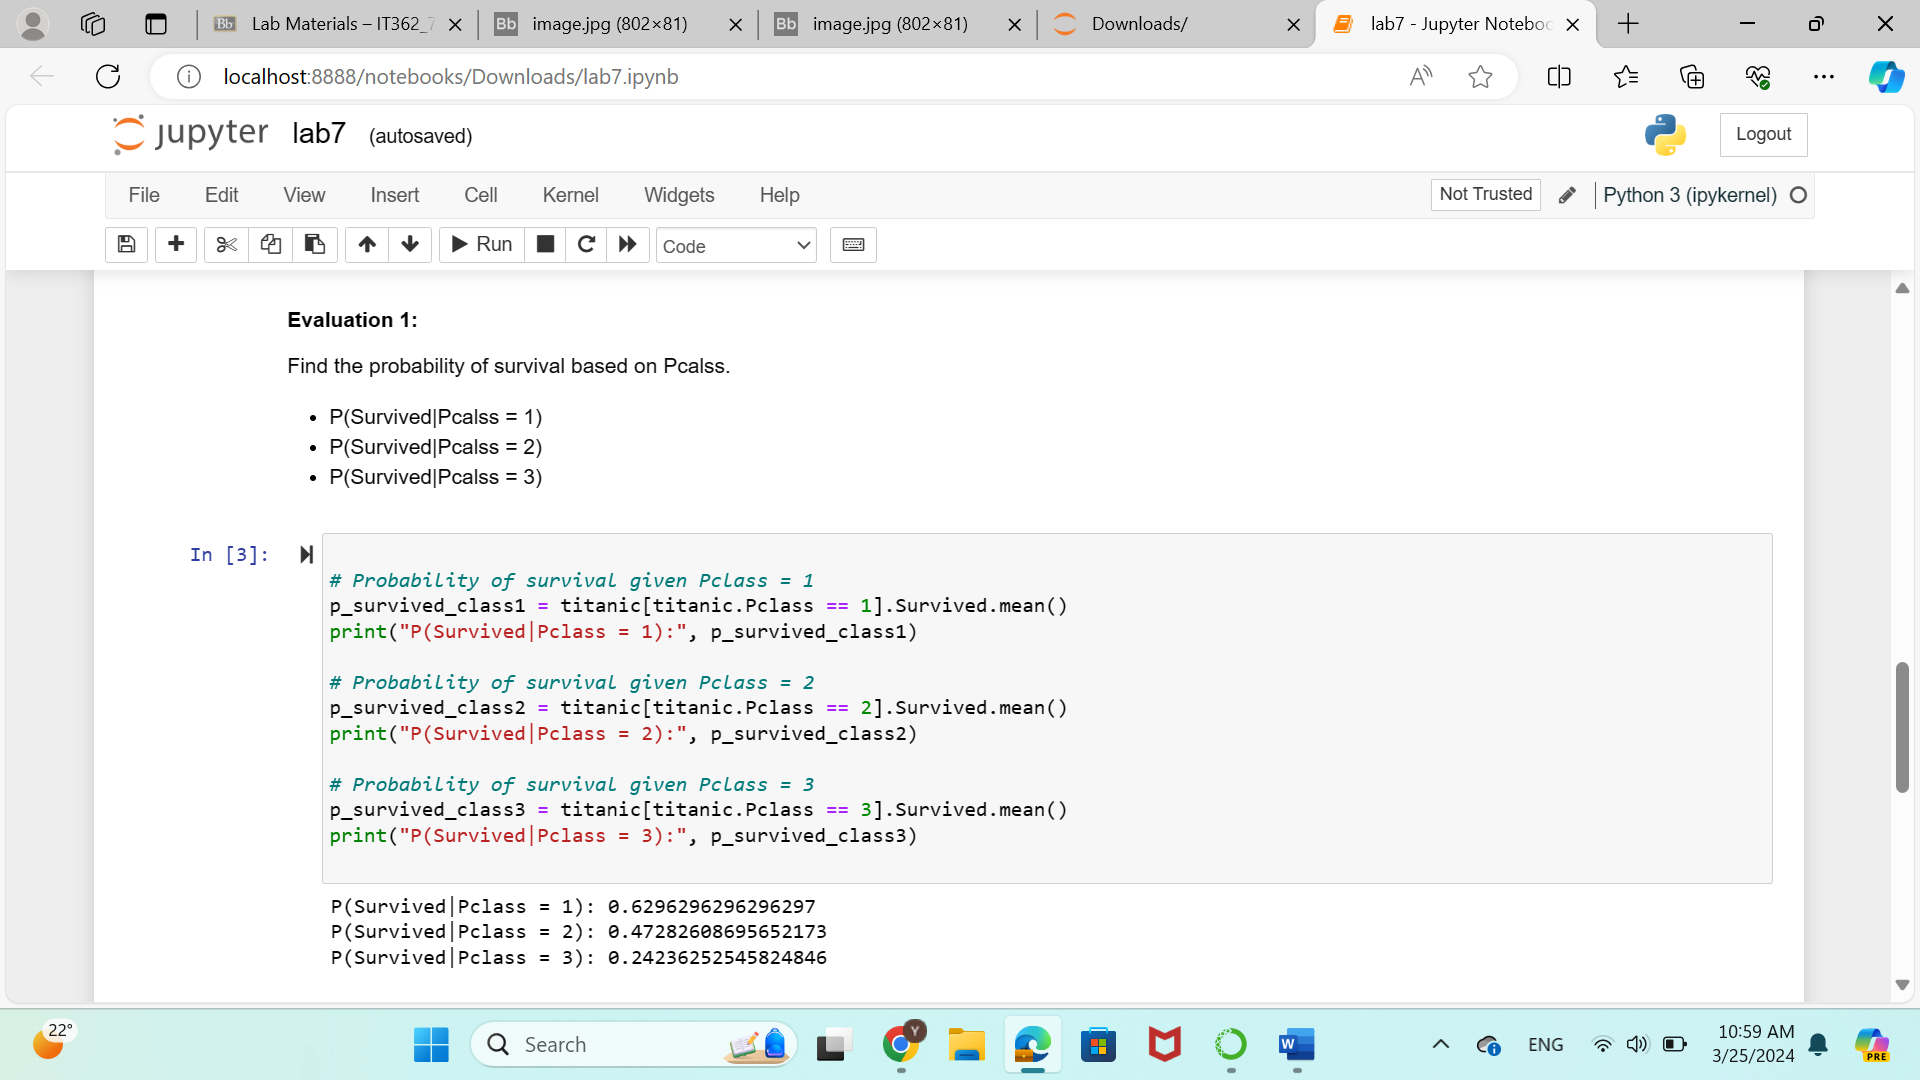 Lab Materials – IT362_7
image.jpg (802×81)
image.jpg (802×81)
Downloads/
lab7 - Jupyter Noteboo
localhost:8888/notebooks/Downloads/lab7.ipynb
jupyter lab7 (autosaved)
Logout
File Edit View Insert Cell Kernel Widgets Help
Not Trusted
Python 3 (ipykernel)
Run
Code
Evaluation 1:
Find the probability of survival based on Pcalss.
• P(Survived|Pcalss = 1)
• P(Survived|Pcalss = 2)
• P(Survived|Pcalss = 3)
In [3]:
# Probability of survival given Pclass = 1
p_survived_class1 = titanic[titanic.Pclass == 1].Survived.mean()
print("P(Survived|Pclass = 1):", p_survived_class1)
# Probability of survival given Pclass = 2
p_survived_class2 = titanic[titanic.Pclass == 2].Survived.mean()
print("P(Survived|Pclass = 2):", p_survived_class2)
# Probability of survival given Pclass = 3
p_survived_class3 = titanic[titanic.Pclass == 3].Survived.mean()
print("P(Survived|Pclass = 3):", p_survived_class3)
P(Survived|Pclass = 1): 0.6296296296296297
P(Survived|Pclass = 2): 0.47282608695652173
P(Survived|Pclass = 3): 0.24236252545824846
22°
Search
Y
W
ENG
10:59 AM
3/25/2024
PRE